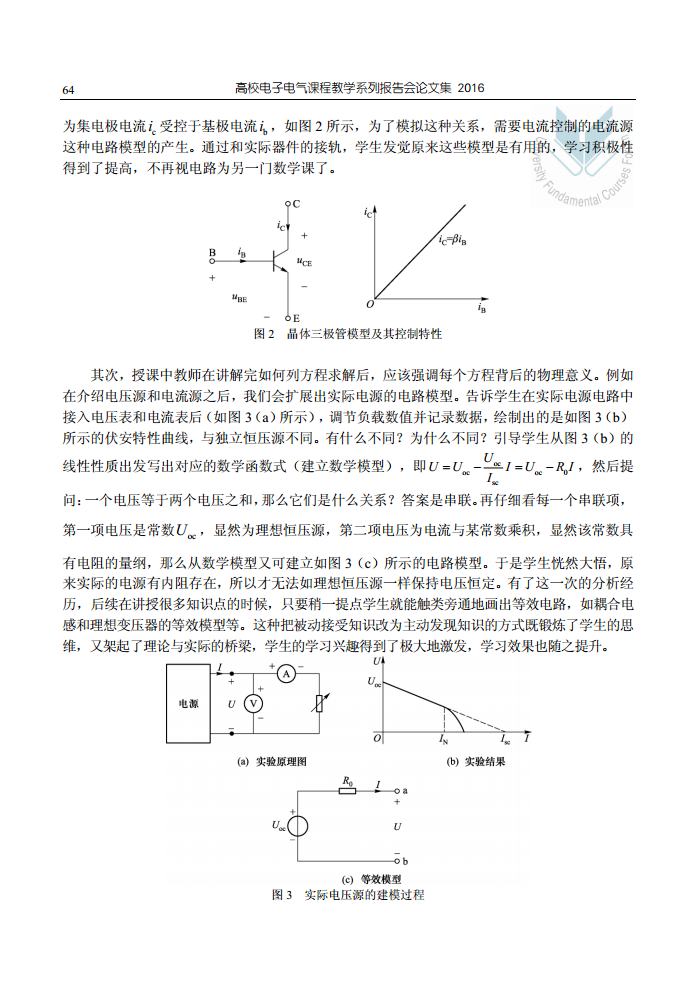 64
高校电子电气课程教学系列报告会论文集 2016
为集电极电流i_c 受控于基极电流i_b，如图 2 所示，为了模拟这种关系，需要电流控制的电流源
这种电路模型的产生。通过和实际器件的接轨，学生发觉原来这些模型是有用的，学习积极性
得到了提高，不再视电路为另一门数学课了。
ersity Fundamental Courses Fo
C
i_C
+
B
i_B
u_CE
+
u_BE
−
−
E
i_C
i_C=βi_B
O
i_B
图 2 晶体三极管模型及其控制特性
其次，授课中教师在讲解完如何列方程求解后，应该强调每个方程背后的物理意义。例如
在介绍电压源和电流源之后，我们会扩展出实际电源的电路模型。告诉学生在实际电源电路中
接入电压表和电流表后（如图 3（a）所示），调节负载数值并记录数据，绘制出的是如图 3（b）
所示的伏安特性曲线，与独立恒压源不同。有什么不同？为什么不同？引导学生从图 3（b）的
线性性质出发写出对应的数学函数式（建立数学模型），即U = U_oc − U_oc/I_sc I = U_oc − R_0I，然后提
问：一个电压等于两个电压之和，那么它们是什么关系？答案是串联。再仔细看每一个串联项，
第一项电压是常数U_oc，显然为理想恒压源，第二项电压为电流与某常数乘积，显然该常数具
有电阻的量纲，那么从数学模型又可建立如图 3（c）所示的电路模型。于是学生恍然大悟，原
来实际的电源有内阻存在，所以才无法如理想恒压源一样保持电压恒定。有了这一次的分析经
历，后续在讲授很多知识点的时候，只要稍一提点学生就能触类旁通地画出等效电路，如耦合电
感和理想变压器的等效模型等。这种把被动接受知识改为主动发现知识的方式既锻炼了学生的思
维，又架起了理论与实际的桥梁，学生的学习兴趣得到了极大地激发，学习效果也随之提升。
电源
I
+
U
−
+
V
−
+
A
−
(a) 实验原理图
U
U_oc
O
I_N
I_sc
I
(b) 实验结果
R_0
I
a
+
+
U_oc
U
−
−
b
(c) 等效模型
图 3 实际电压源的建模过程